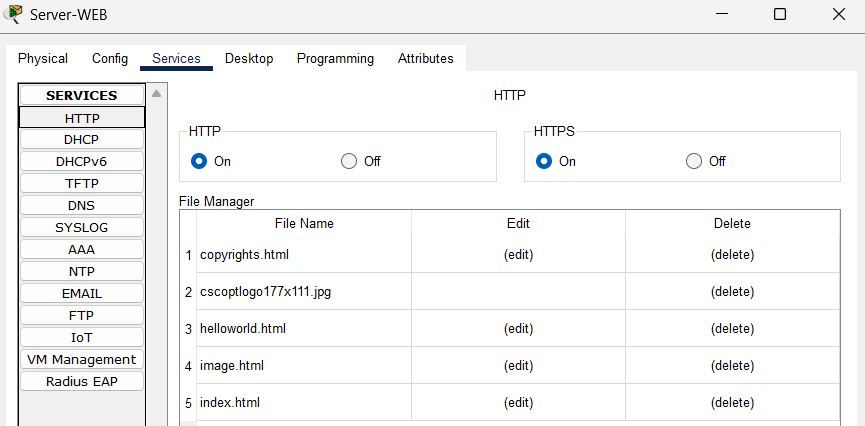 Server-WEB
Physical Config Services Desktop Programming Attributes
SERVICES
HTTP
DHCP
DHCPv6
TFTP
DNS
SYSLOG
AAA
NTP
EMAIL
FTP
IoT
VM Management
Radius EAP
HTTP
HTTP
On Off
HTTPS
On Off
File Manager
File Name Edit Delete
1 copyrights.html (edit) (delete)
2 cscoptlogo177x111.jpg (delete)
3 helloworld.html (edit) (delete)
4 image.html (edit) (delete)
5 index.html (edit) (delete)